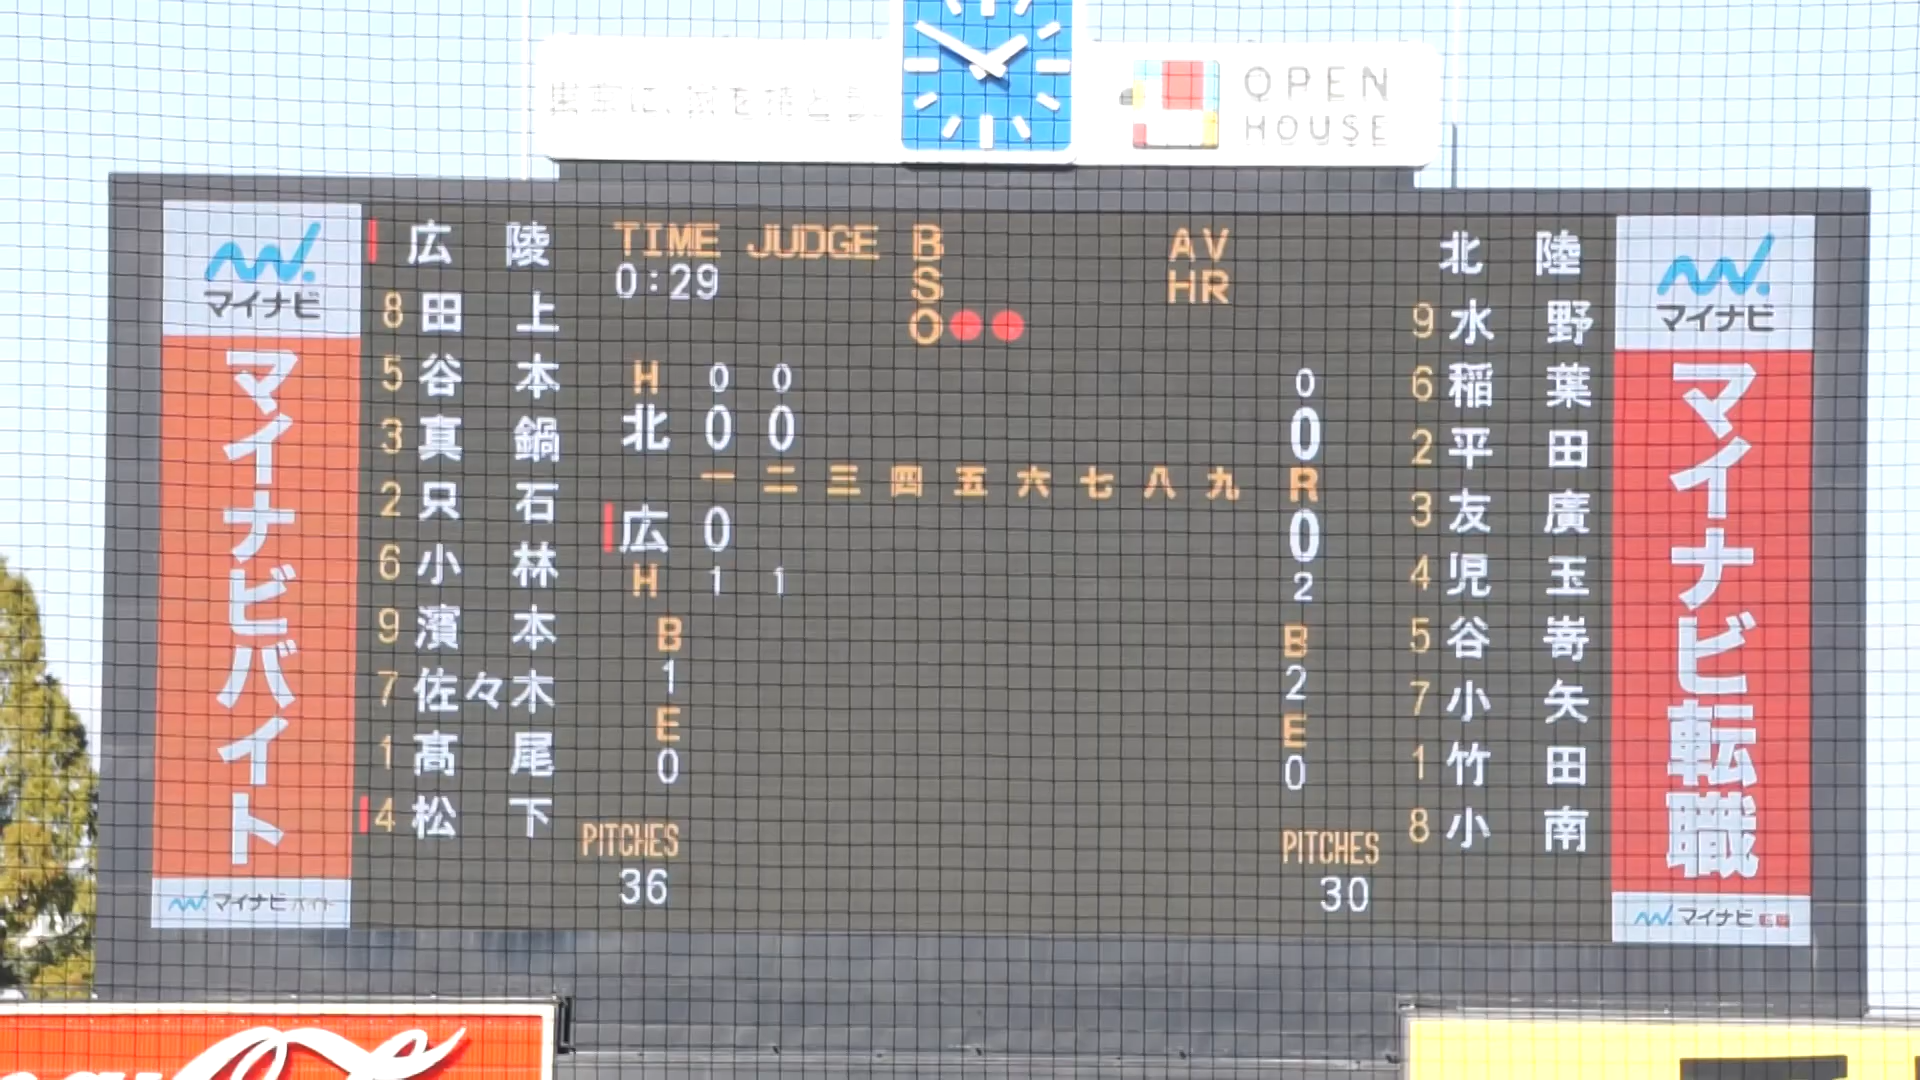 OPEN
HOUSE
マイナビ
マイナビバイト
マイナビバイト
広陵
8 田上
5 谷本
3 真鍋
2 只石
6 小林
9 濱本
7 佐々木
1 髙尾
4 松下
TIME JUDGE B
0:29 S
O
AV
HR
H 0 0 0
北 0 0 0
一 二 三 四 五 六 七 八 九 R
広 0 0
H 1 1 2
B B
1 2
E E
0 0
PITCHES PITCHES
36 30
北陸
9 水野
6 稲葉
2 平田
3 友廣
4 児玉
5 谷嵜
7 小矢
1 竹田
8 小南
マイナビ
マイナビ転職
マイナビ転職